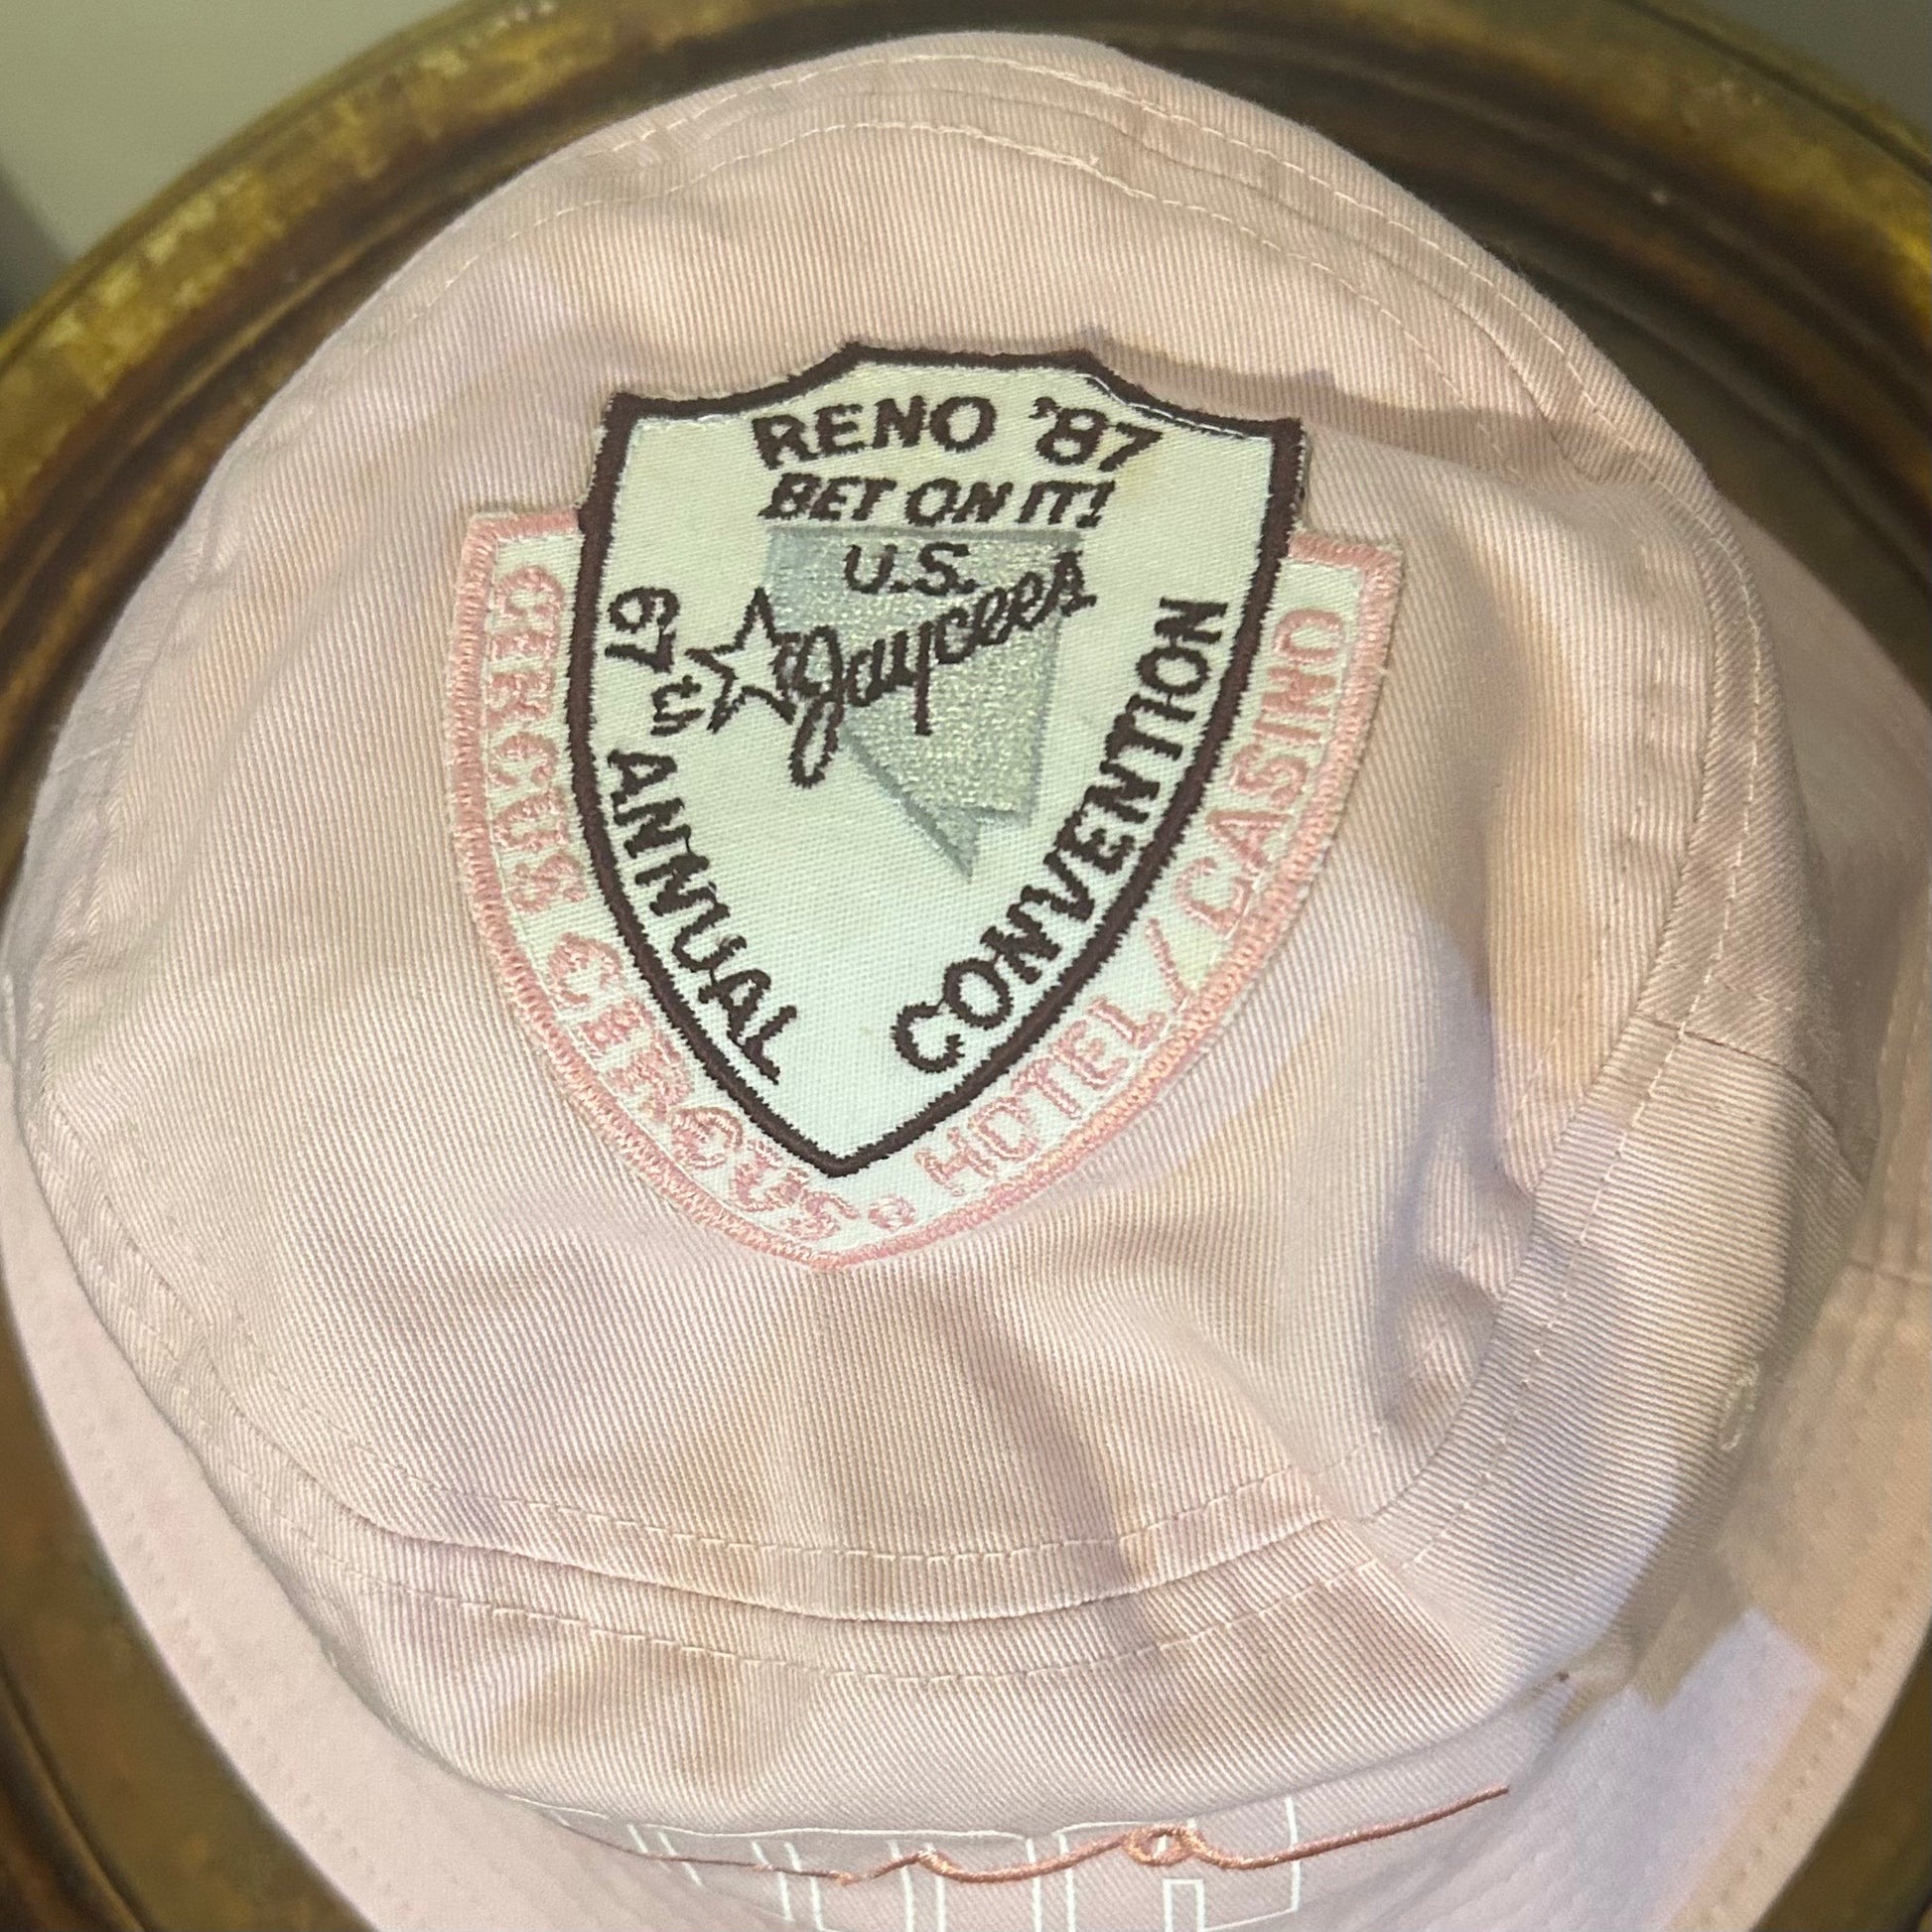 RENO '87
BET ON IT!
U.S.
Jaycees
67th ANNUAL CONVENTION
CIRCUS CIRCUS® HOTEL/CASINO